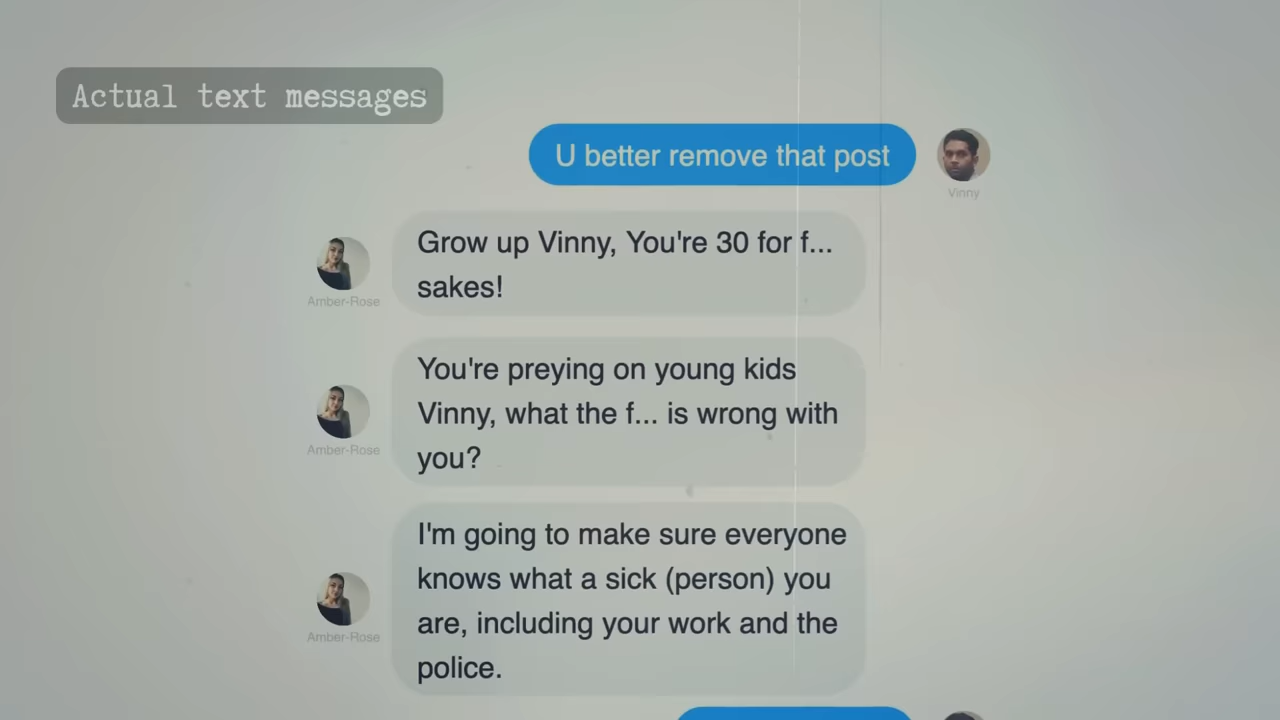 Actual text messages
U better remove that post
Vinny
Grow up Vinny, You're 30 for f...
sakes!
Amber-Rose
You're preying on young kids
Vinny, what the f... is wrong with
you?
Amber-Rose
I'm going to make sure everyone
knows what a sick (person) you
are, including your work and the
police.
Amber-Rose